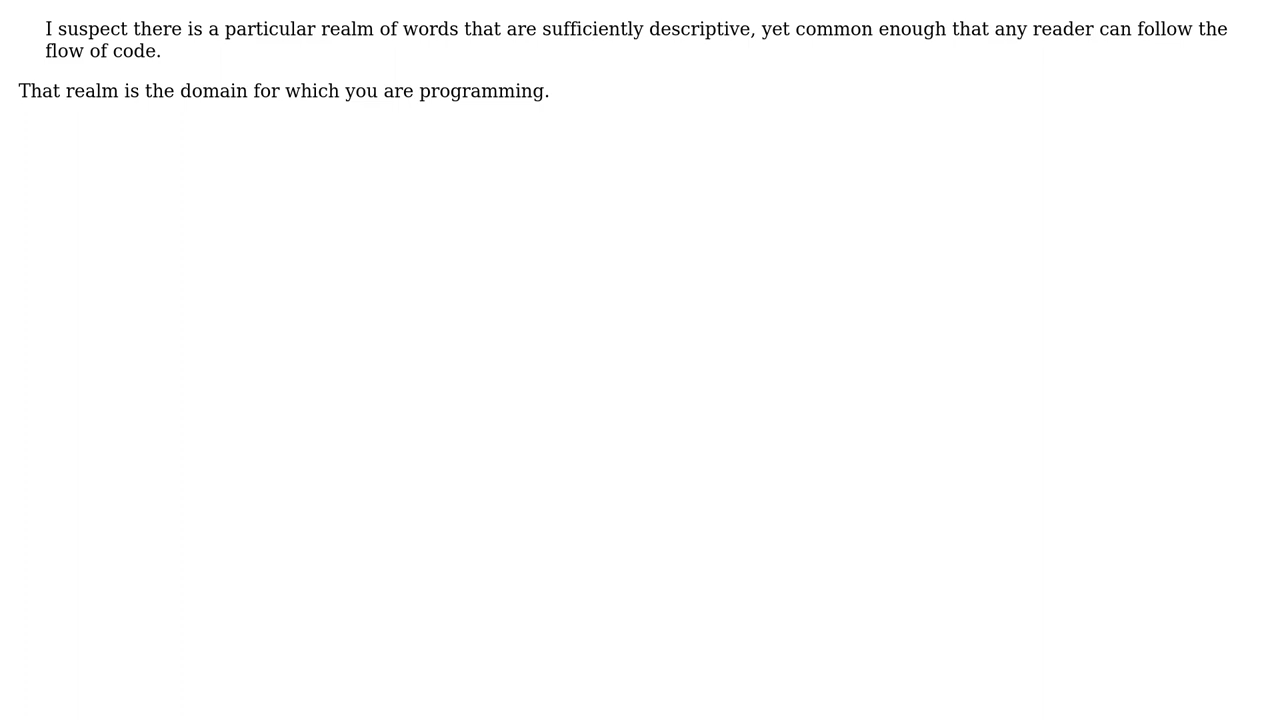 I suspect there is a particular realm of words that are sufficiently descriptive, yet common enough that any reader can follow the
flow of code.
That realm is the domain for which you are programming.